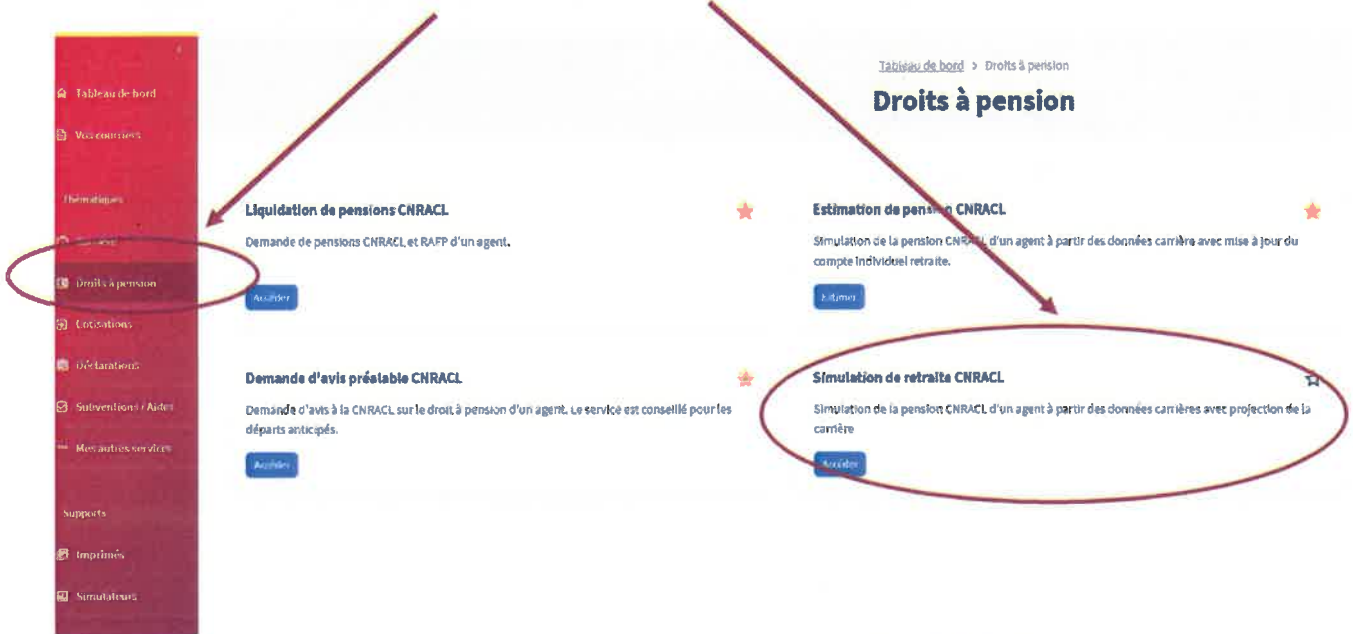 Tableau de bord
Vos courriers
Thématiques
Droits à pension
Cotisations
Déclarations
Subventions / Aides
Mes autres services
Supports
Imprimés
Simulateurs
Tableau de bord > Droits à pension
Droits à pension
Liquidation de pensions CNRACL
Demande de pensions CNRACL et RAFP d'un agent.
Accéder
Estimation de pension CNRACL
Simulation de la pension CNRACL d'un agent à partir des données carrière avec mise à jour du
compte individuel retraite.
Estimer
Demande d'avis préalable CNRACL
Demande d'avis à la CNRACL sur le droit à pension d'un agent. Le service est conseillé pour les
départs anticipés.
Accéder
Simulation de retraite CNRACL
Simulation de la pension CNRACL d'un agent à partir des données carrières avec projection de la
carrière
Accéder